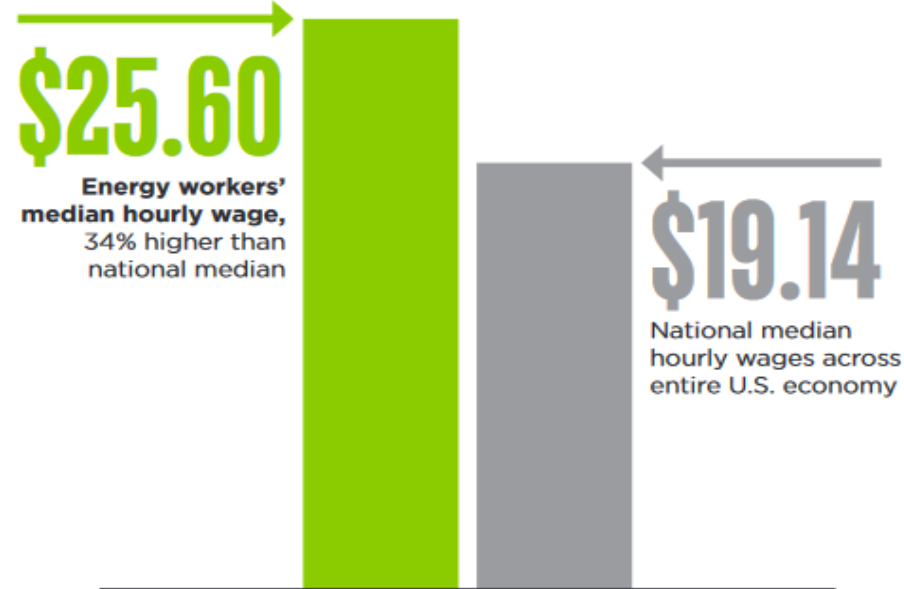 $25.60
Energy workers’
median hourly wage,
34% higher than
national median
$19.14
National median
hourly wages across
entire U.S. economy